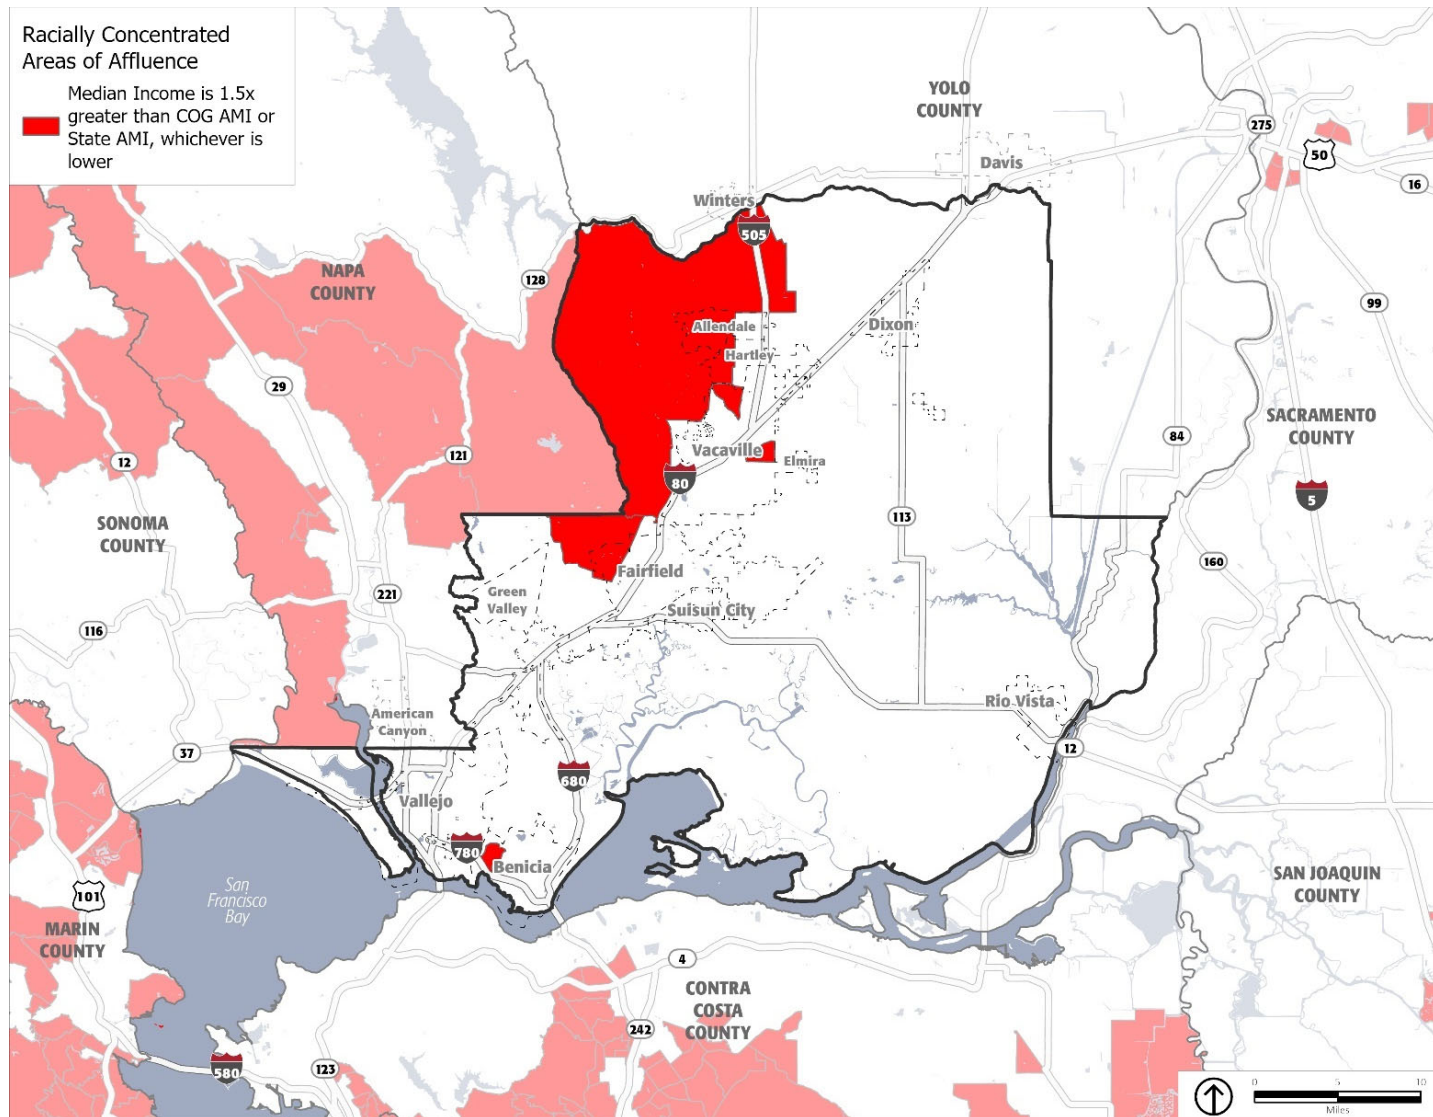 Racially Concentrated
Areas of Affluence
Median Income is 1.5x
greater than COG AMI or
State AMI, whichever is
lower
YOLO
COUNTY
275
50
Davis
16
Winters
505
NAPA
COUNTY
128
99
Allendale
Dixon
Hartley
29
SACRAMENTO
COUNTY
84
12
121
Vacaville
Elmira
80
5
SONOMA
COUNTY
113
160
Fairfield
221
Green
Valley
Suisun City
116
Rio Vista
American
Canyon
37
12
680
Vallejo
780
Benicia
San
Francisco
Bay
101
SAN JOAQUIN
COUNTY
MARIN
COUNTY
4
CONTRA
COSTA
COUNTY
242
580
123
0 5 10
Miles